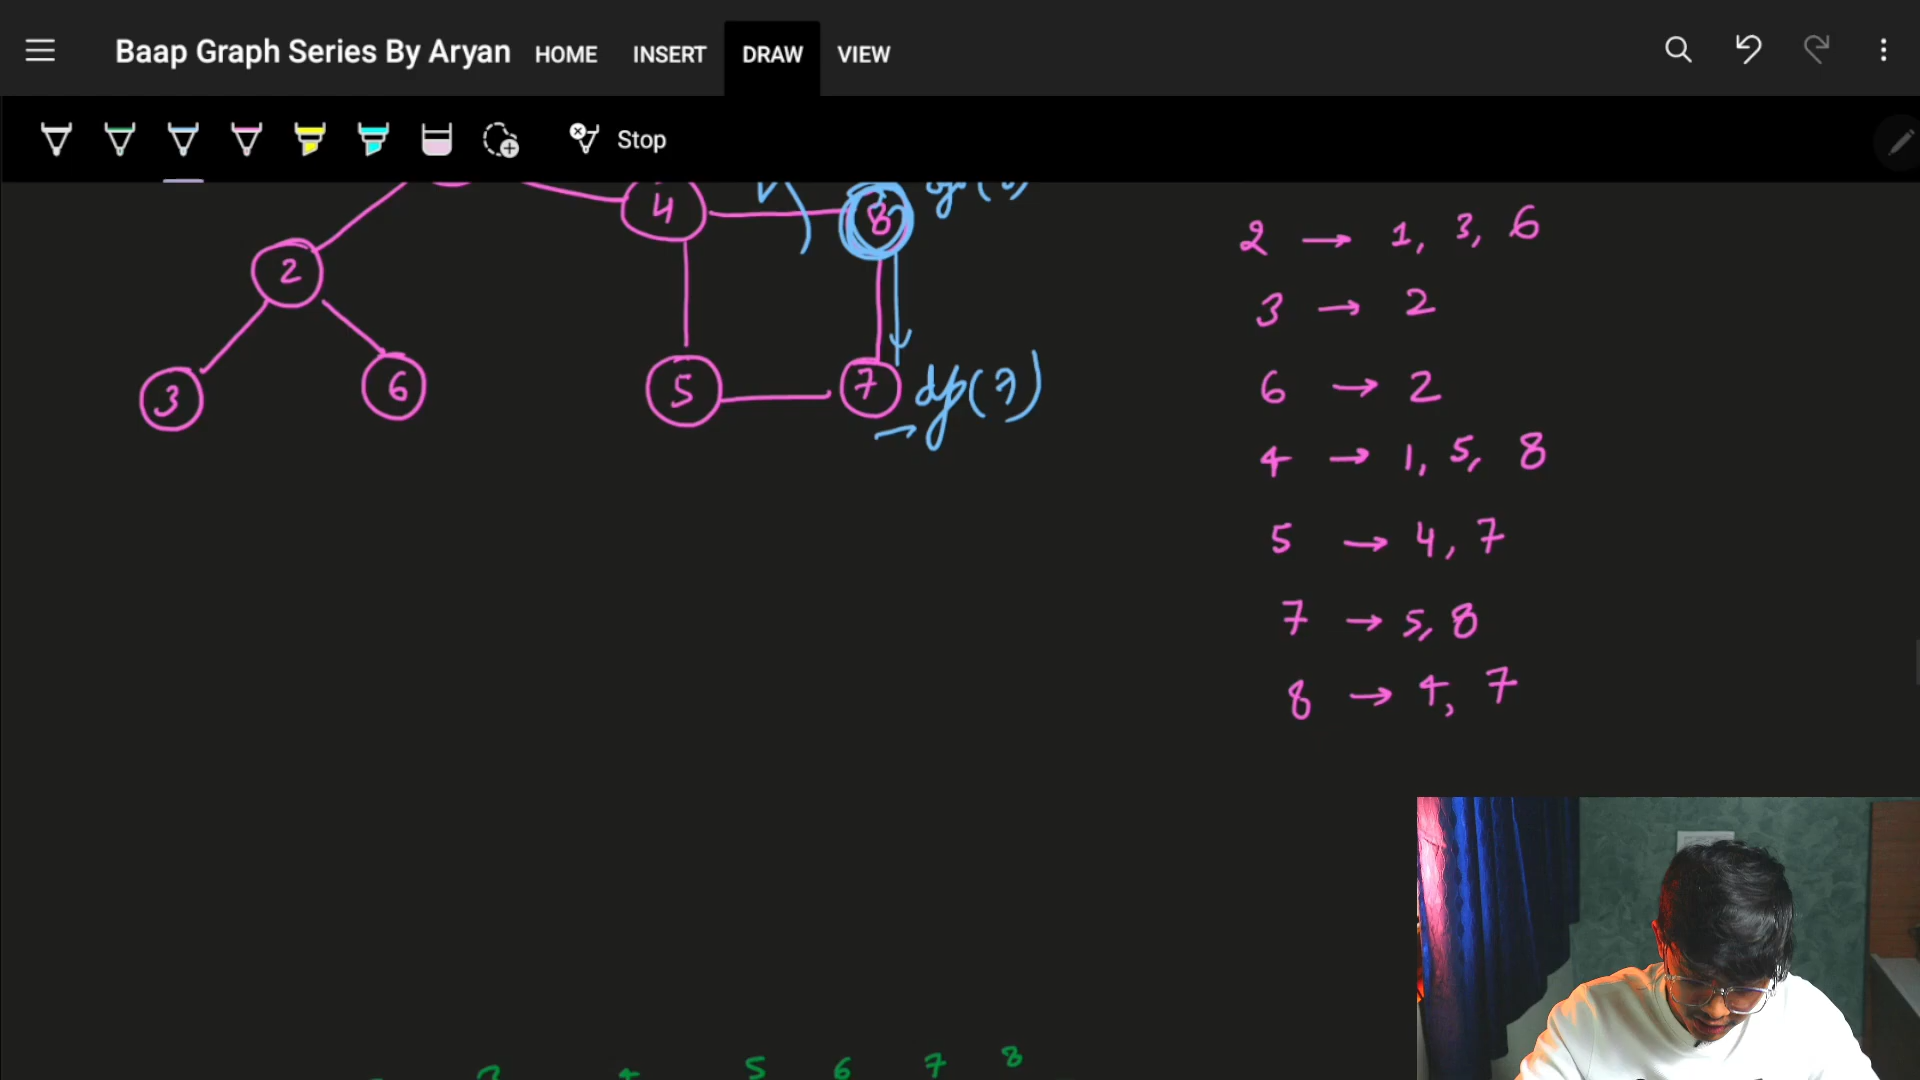 Baap Graph Series By Aryan HOME INSERT DRAW VIEW
Stop
4 8
2
3 6 5 7 dfs(7)
2 → 1, 3, 6
3 → 2
6 → 2
4 → 1, 5, 8
5 → 4, 7
7 → 5, 8
8 → 4, 7
5 6 7 8